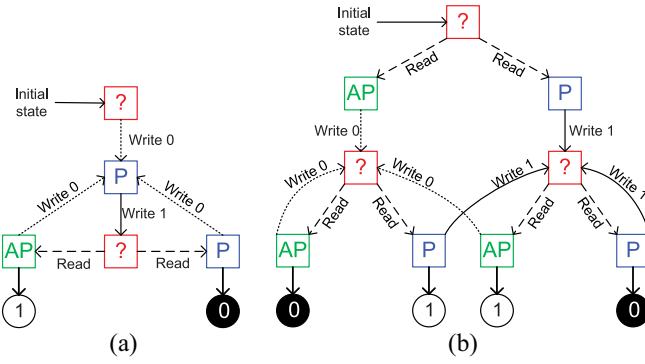 Initial
state
?
Write 0
P
Write 1
Write 0
Write 0
AP
Read
?
Read
P
1
0
(a)
Initial
state
?
Read
Read
AP
P
Write 0
Write 1
?
?
Write 0
Write 0
Write 1
Write 1
Read
Read
Read
Read
AP
P
AP
P
0
1
1
0
(b)